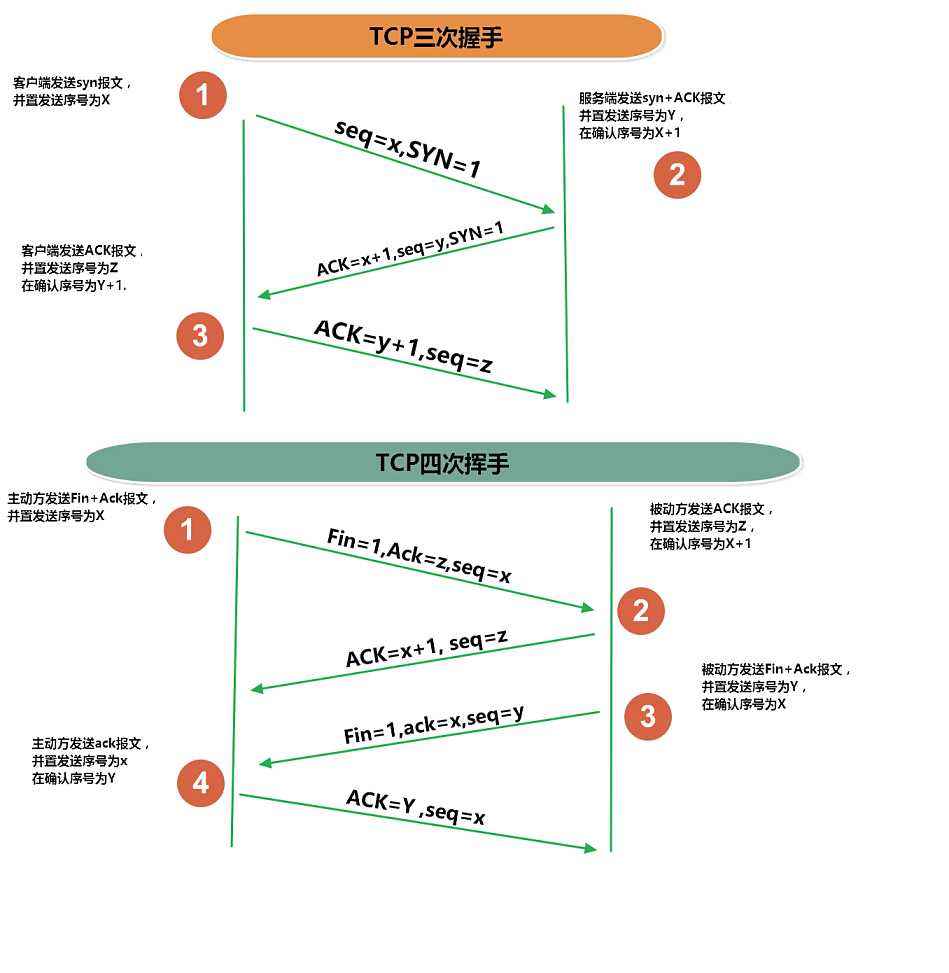 TCP三次握手
客户端发送syn报文，
并置发送序号为X
1
服务端发送syn+ACK报文
并置发送序号为Y，
在确认序号为X+1
2
seq=x,SYN=1
ACK=x+1,seq=y,SYN=1
客户端发送ACK报文，
并置发送序号为Z
在确认序号为Y+1.
3
ACK=y+1,seq=z
TCP四次挥手
主动方发送Fin+Ack报文，
并置发送序号为X
1
被动方发送ACK报文，
并置发送序号为Z，
在确认序号为X+1
Fin=1,Ack=z,seq=x
2
ACK=x+1, seq=z
被动方发送Fin+Ack报文，
并置发送序号为Y，
在确认序号为X
3
Fin=1,ack=x,seq=y
主动方发送ack报文，
并置发送序号为x
在确认序号为Y
4
ACK=Y ,seq=x